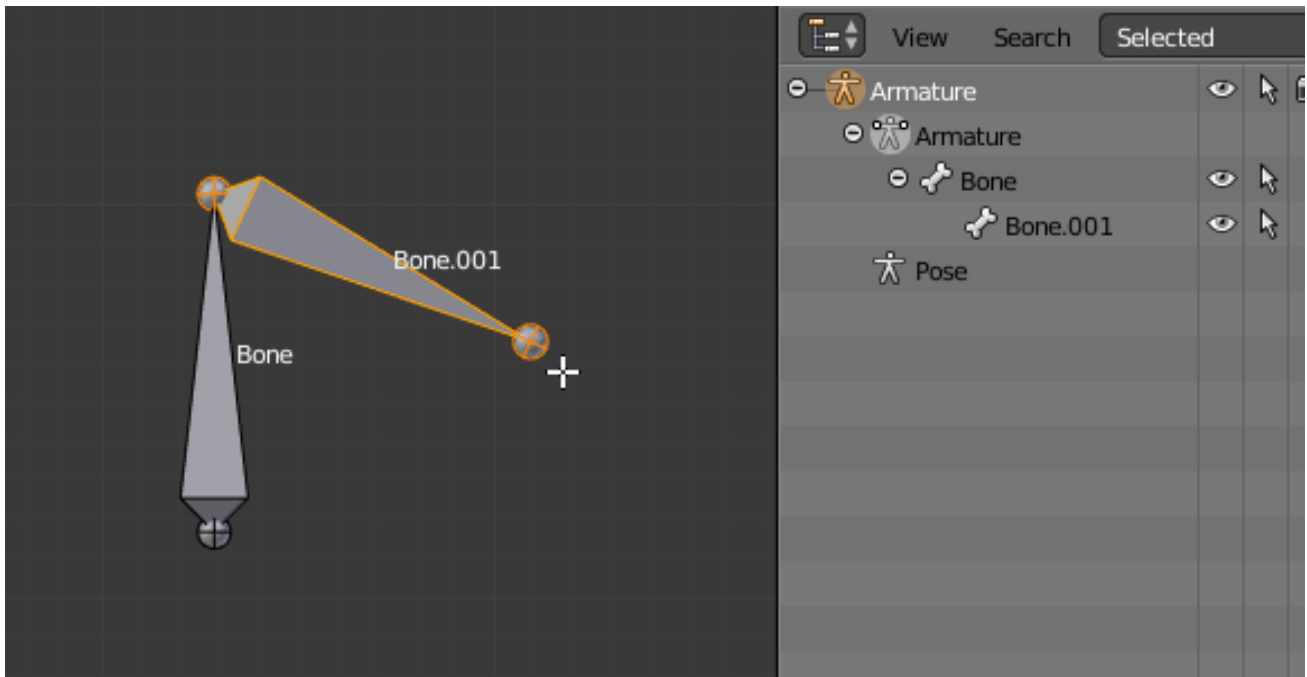 View Search Selected
Armature
Armature
Bone
Bone.001
Pose
Bone.001
Bone